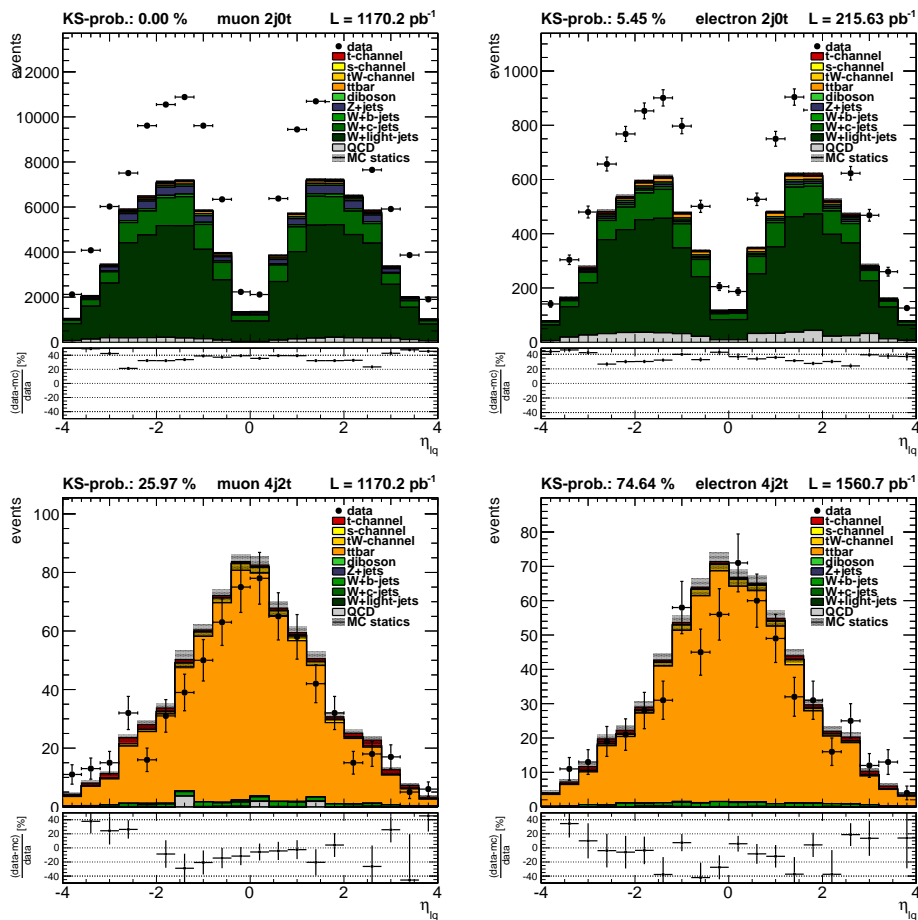 KS-prob.: 0.00 % muon 2j0t L = 1170.2 pb-1
events
12000
10000
8000
6000
4000
2000
0
data
t-channel
s-channel
tW-channel
ttbar
diboson
Z+jets
W+b-jets
W+c-jets
W+light-jets
QCD
MC statics
(data-mc)
data
[%]
40
20
0
-20
-40
-4 -2 0 2 4
ηlq
KS-prob.: 5.45 % electron 2j0t L = 215.63 pb-1
events
1000
800
600
400
200
0
data
t-channel
s-channel
tW-channel
ttbar
diboson
Z+jets
W+b-jets
W+c-jets
W+light-jets
QCD
MC statics
(data-mc)
data
[%]
40
20
0
-20
-40
-4 -2 0 2 4
ηlq
KS-prob.: 25.97 % muon 4j2t L = 1170.2 pb-1
events
100
80
60
40
20
0
data
t-channel
s-channel
tW-channel
ttbar
diboson
Z+jets
W+b-jets
W+c-jets
W+light-jets
QCD
MC statics
(data-mc)
data
[%]
40
20
0
-20
-40
-4 -2 0 2 4
ηlq
KS-prob.: 74.64 % electron 4j2t L = 1560.7 pb-1
events
80
70
60
50
40
30
20
10
0
data
t-channel
s-channel
tW-channel
ttbar
diboson
Z+jets
W+b-jets
W+c-jets
W+light-jets
QCD
MC statics
(data-mc)
data
[%]
40
20
0
-20
-40
-4 -2 0 2 4
ηlq